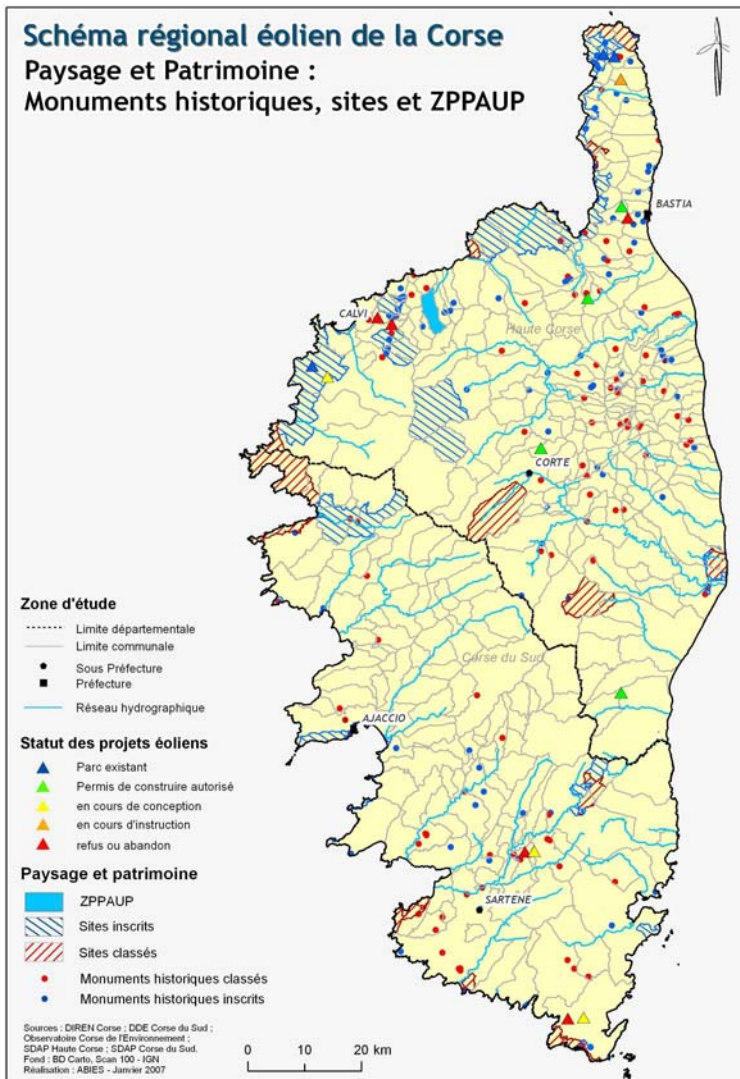 Schéma régional éolien de la Corse
Paysage et Patrimoine :
Monuments historiques, sites et ZPPAUP
BASTIA
CALVI
Haute Corse
CORTE
Corse du Sud
AJACCIO
SARTENE
Zone d'étude
Limite départementale
Limite communale
Sous Préfecture
Préfecture
Réseau hydrographique
Statut des projets éoliens
Parc existant
Permis de construire autorisé
en cours de conception
en cours d'instruction
refus ou abandon
Paysage et patrimoine
ZPPAUP
Sites inscrits
Sites classés
Monuments historiques classés
Monuments historiques inscrits
Sources : DIREN Corse ; DDE Corse du Sud ;
Observatoire Corse de l'Environnement ;
SDAP Haute Corse ; SDAP Corse du Sud.
Fond : BD Carto, Scan 100 - IGN
Réalisation : ABIES - Janvier 2007
0 10 20 km